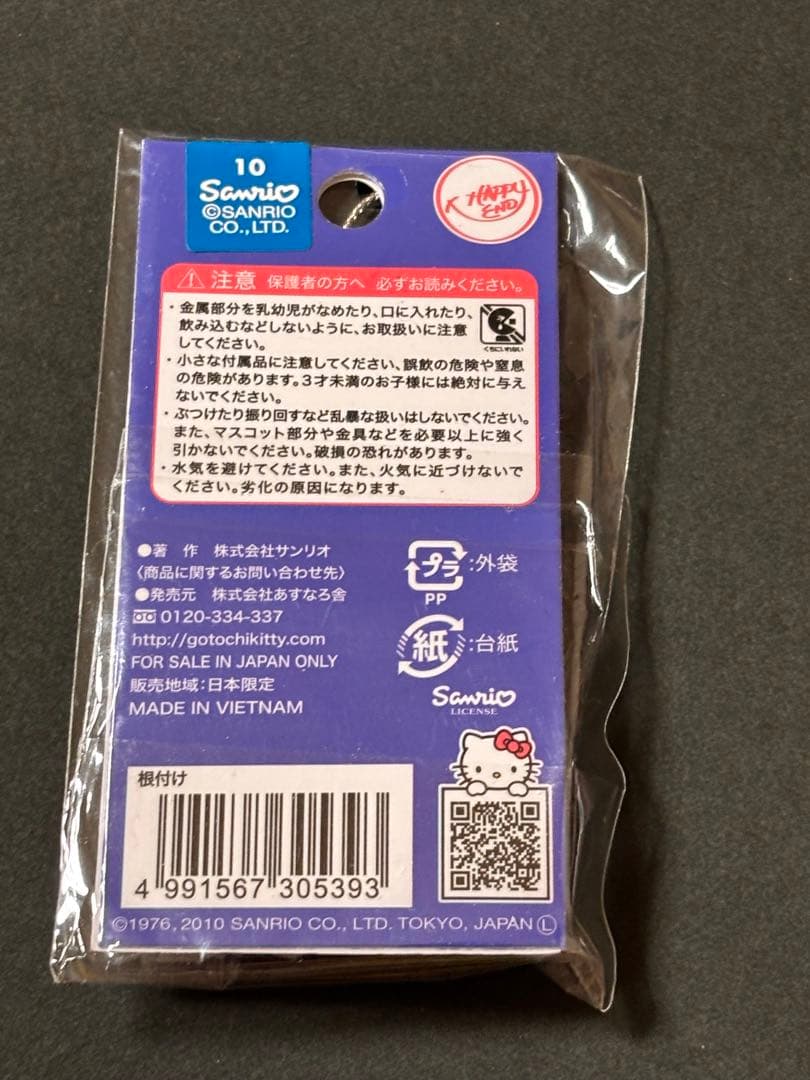 10
Sanrio
©SANRIO
CO.,LTD.
K HAPPY
END
⚠注意 保護者の方へ 必ずお読みください。
・金属部分を乳幼児がなめたり、口に入れたり、
飲み込むなどしないように、お取扱いに注意
してください。
くちにいれない
・小さな付属品に注意してください、誤飲の危険や窒息
の危険があります。3才未満のお子様には絶対に与え
ないでください。
・ぶつけたり振り回すなど乱暴な扱いはしないでください。
また、マスコット部分や金具などを必要以上に強く
引かないでください。破損の恐れがあります。
・水気を避けてください。また、火気に近づけないで
ください。劣化の原因になります。
●著 作 株式会社サンリオ
〈商品に関するお問い合わせ先〉
●発売元 株式会社あすなろ舎
0120-334-337
http://gotochikitty.com
FOR SALE IN JAPAN ONLY
販売地域:日本限定
MADE IN VIETNAM
プラ:外袋
PP
紙:台紙
Sanrio
LICENSE
根付け
4 991567 305393
©1976, 2010 SANRIO CO., LTD. TOKYO, JAPAN Ⓛ